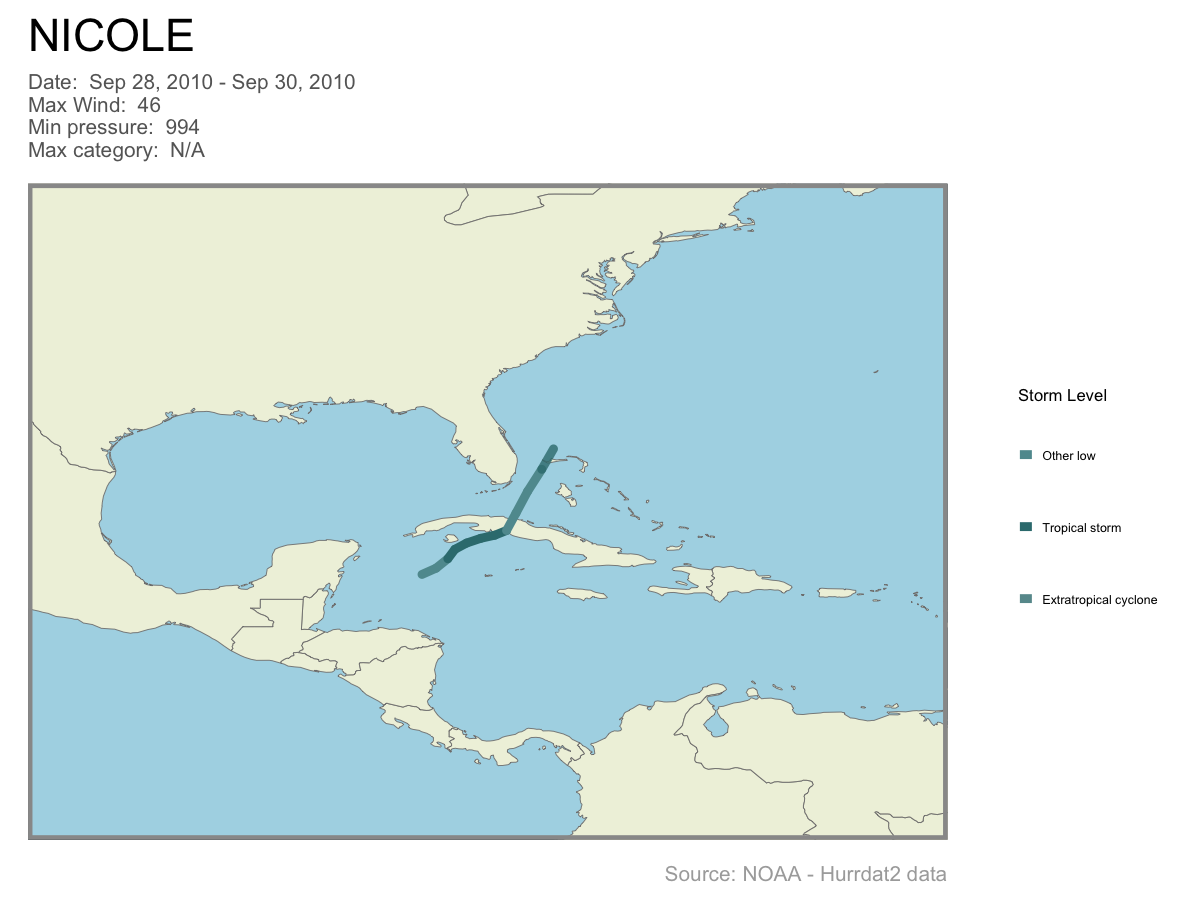 NICOLE
Date:  Sep 28, 2010 - Sep 30, 2010
Max Wind:  46
Min pressure:  994
Max category:  N/A
Storm Level
Other low
Tropical storm
Extratropical cyclone
Source: NOAA - Hurrdat2 data